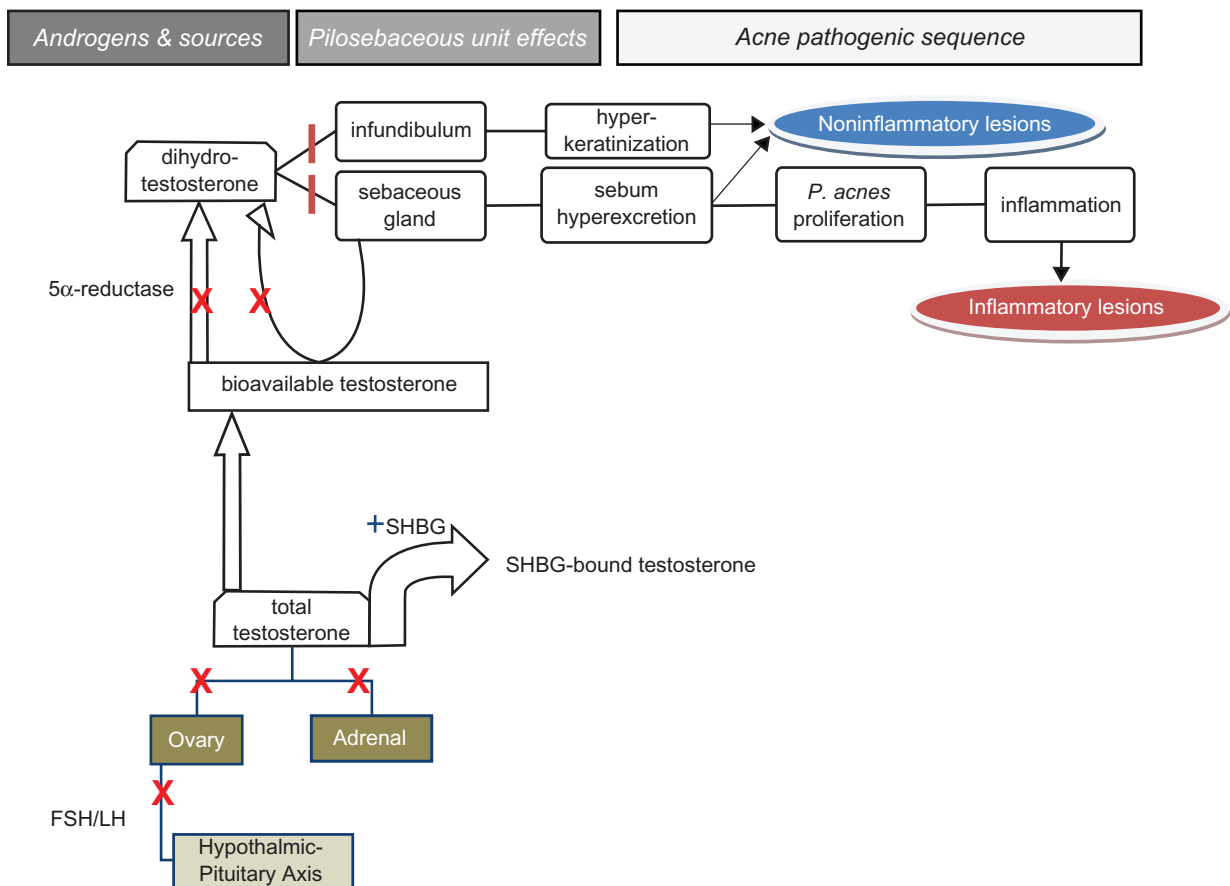 Androgens & sources
Pilosebaceous unit effects
Acne pathogenic sequence
infundibulum
hyper-
keratinization
Noninflammatory lesions
dihydro-
testosterone
sebaceous
gland
sebum
hyperexcretion
P. acnes
proliferation
inflammation
5α-reductase
X
X
Inflammatory lesions
bioavailable testosterone
+SHBG
SHBG-bound testosterone
total
testosterone
X
X
Ovary
Adrenal
X
FSH/LH
Hypothalmic-
Pituitary Axis